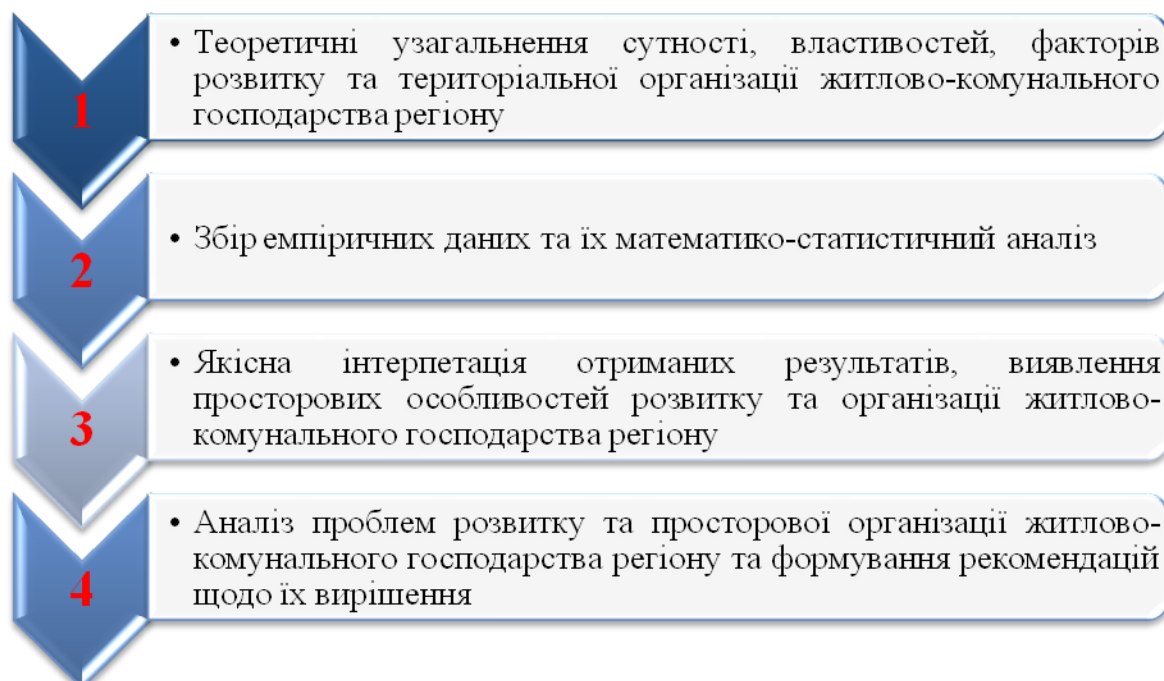 1
• Теоретичні узагальнення сутності, властивостей, факторів
розвитку та територіальної організації житлово-комунального
господарства регіону
2
• Збір емпіричних даних та їх математико-статистичний аналіз
3
• Якісна інтерпетація отриманих результатів, виявлення
просторових особливостей розвитку та організації житлово-
комунального господарства регіону
4
• Аналіз проблем розвитку та просторової організації житлово-
комунального господарства регіону та формування рекомендацій
щодо їх вирішення